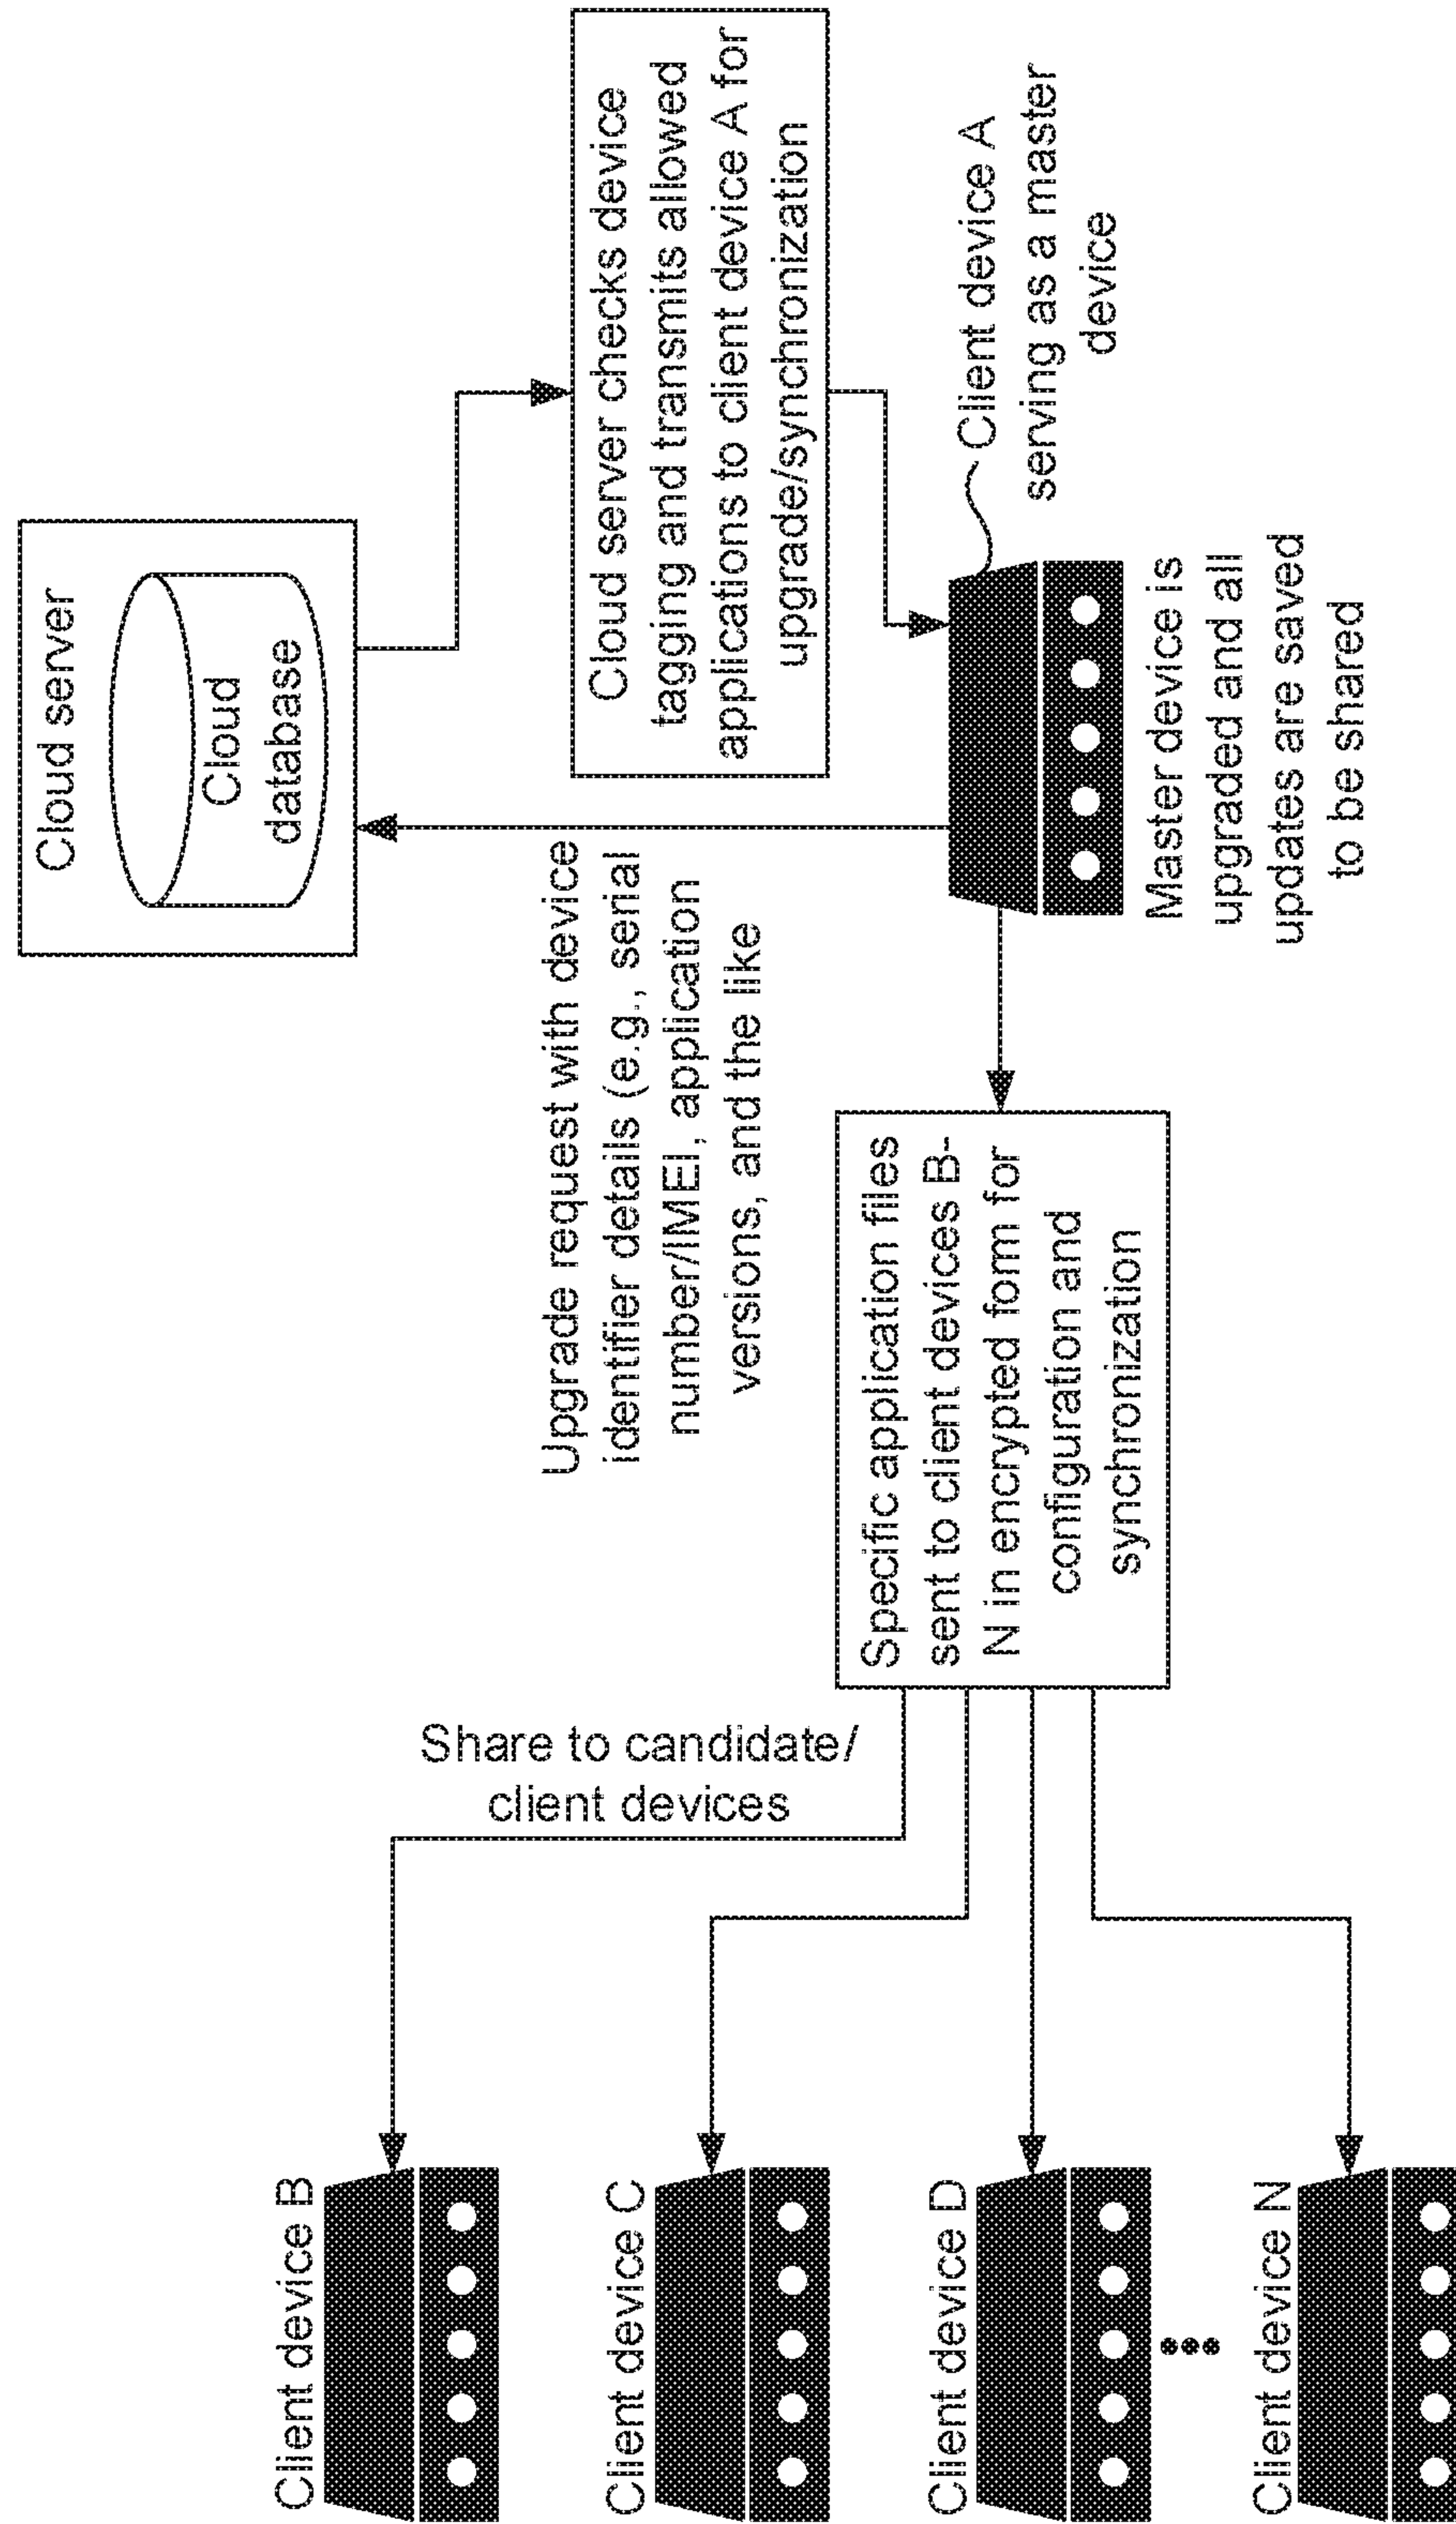 Cloud server
Cloud
database
Cloud server checks device
tagging and transmits allowed
applications to client device A for
upgrade/synchronization
Client device A
serving as a master
device
Master device is
upgraded and all
updates are saved
to be shared
Upgrade request with device
identifier details (e.g., serial
number/IMEI, application
versions, and the like
Specific application files
sent to client devices B-
N in encrypted form for
configuration and
synchronization
Share to candidate/
client devices
Client device B
Client device C
Client device D
Client device N